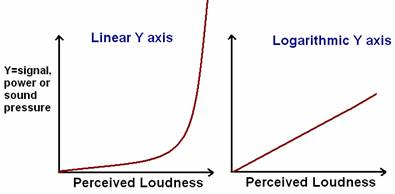 Linear Y axis
Y=signal,
power or
sound
pressure
Perceived Loudness
Logarithmic Y axis
Perceived Loudness